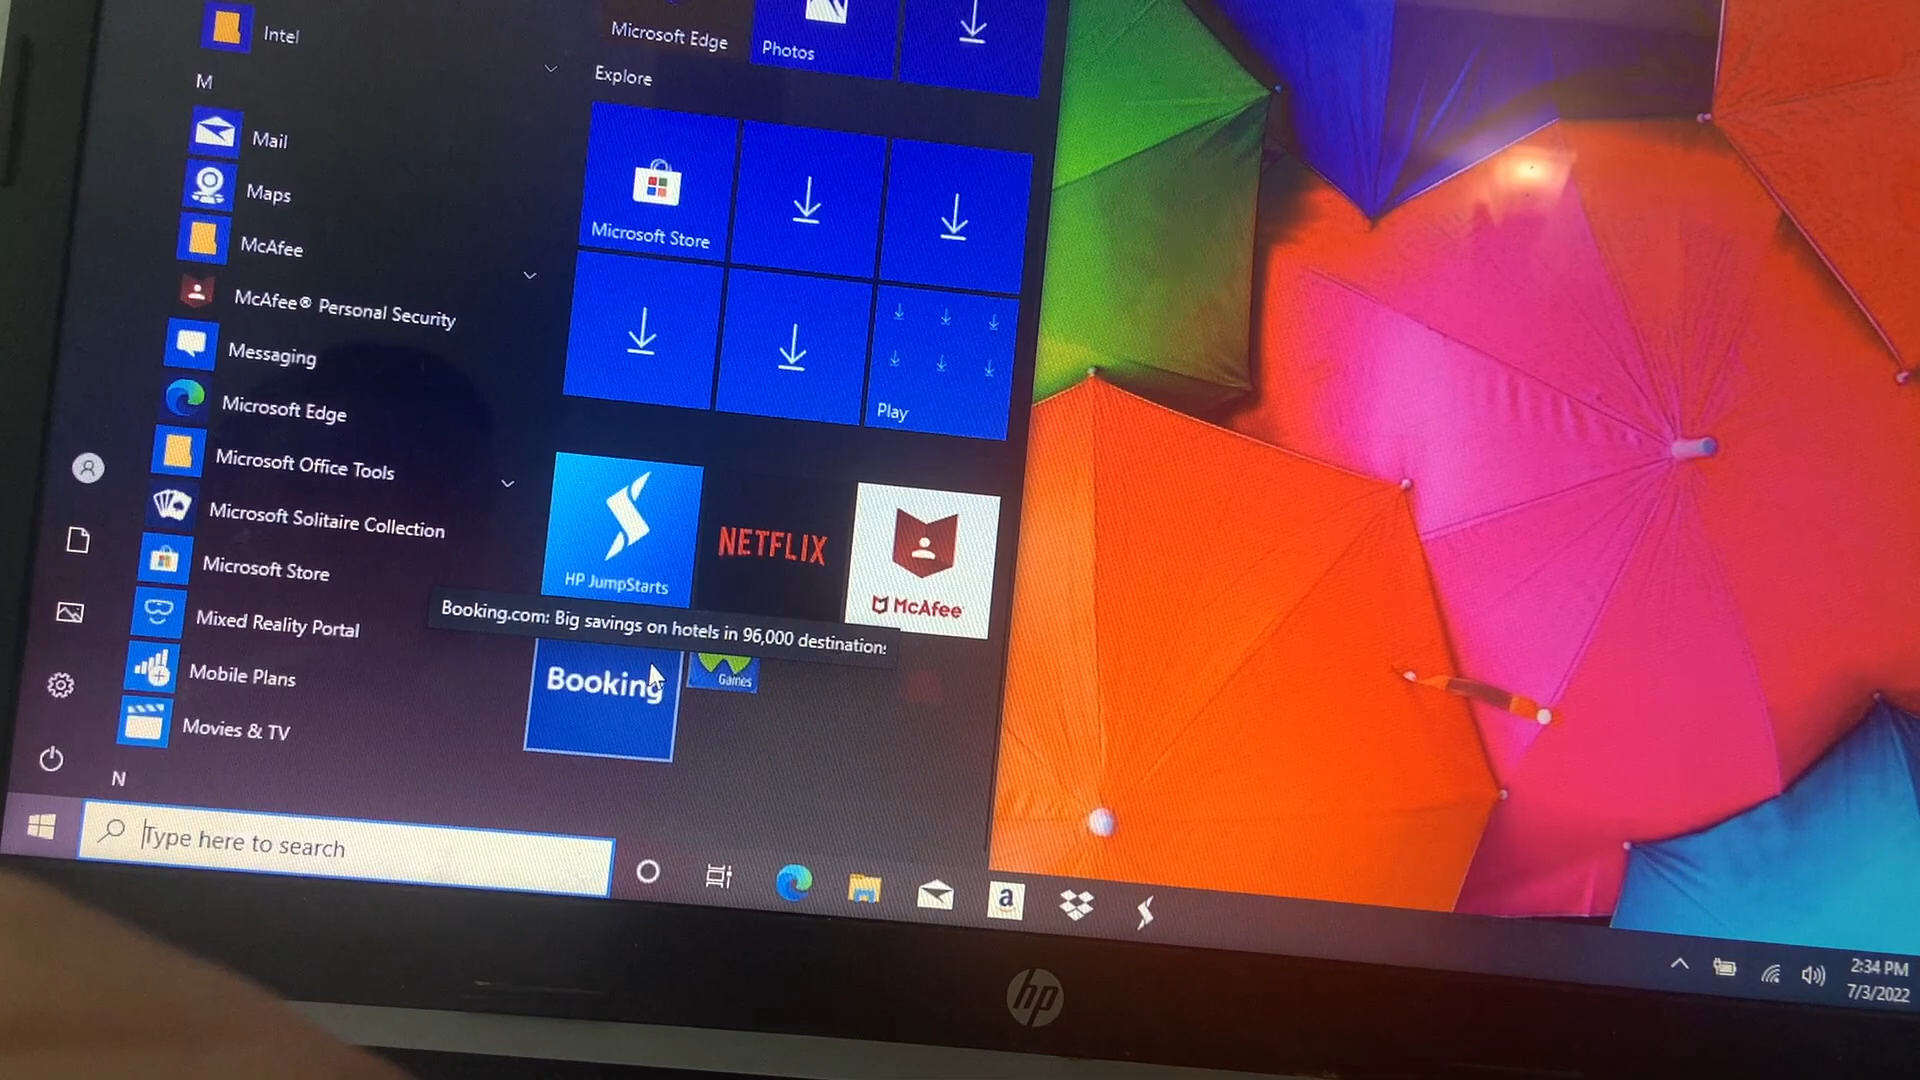 Intel
M
Mail
Maps
McAfee
McAfee® Personal Security
Messaging
Microsoft Edge
Microsoft Office Tools
Microsoft Solitaire Collection
Microsoft Store
Mixed Reality Portal
Mobile Plans
Movies & TV
N
Microsoft Edge
Photos
Explore
Microsoft Store
Play
HP JumpStarts
NETFLIX
McAfee
Booking.com: Big savings on hotels in 96,000 destinations
Booking
Games
Type here to search
a
hp
2:34 PM
7/3/2022